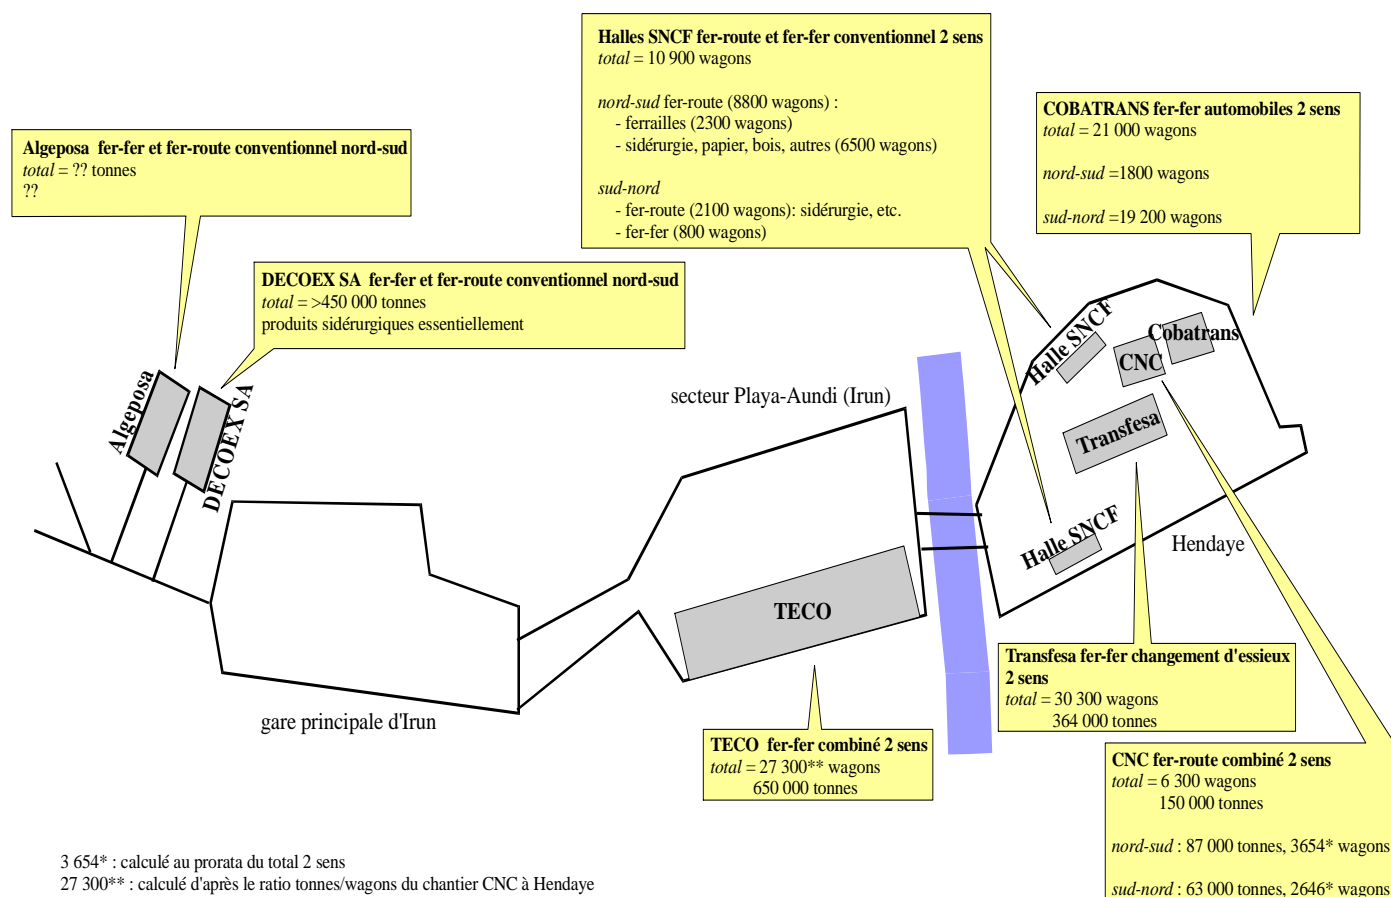 Halles SNCF fer-route et fer-fer conventionnel 2 sens
total = 10 900 wagons
nord-sud fer-route (8800 wagons) :
- ferrailles (2300 wagons)
- sidérurgie, papier, bois, autres (6500 wagons)
sud-nord
- fer-route (2100 wagons): sidérurgie, etc.
- fer-fer (800 wagons)
COBATRANS fer-fer automobiles 2 sens
total = 21 000 wagons
nord-sud =1800 wagons
sud-nord =19 200 wagons
Algeposa fer-fer et fer-route conventionnel nord-sud
total = ?? tonnes
??
DECOEX SA fer-fer et fer-route conventionnel nord-sud
total = >450 000 tonnes
produits sidérurgiques essentiellement
Algeposa
DECOEX SA
secteur Playa-Aundi (Irun)
Halle SNCF
CNC
Cobatrans
Transfesa
Halle SNCF
Hendaye
TECO
gare principale d'Irun
Transfesa fer-fer changement d'essieux
2 sens
total = 30 300 wagons
364 000 tonnes
TECO fer-fer combiné 2 sens
total = 27 300** wagons
650 000 tonnes
CNC fer-route combiné 2 sens
total = 6 300 wagons
150 000 tonnes
nord-sud : 87 000 tonnes, 3654* wagons
sud-nord : 63 000 tonnes, 2646* wagons
3 654* : calculé au prorata du total 2 sens
27 300** : calculé d'après le ratio tonnes/wagons du chantier CNC à Hendaye